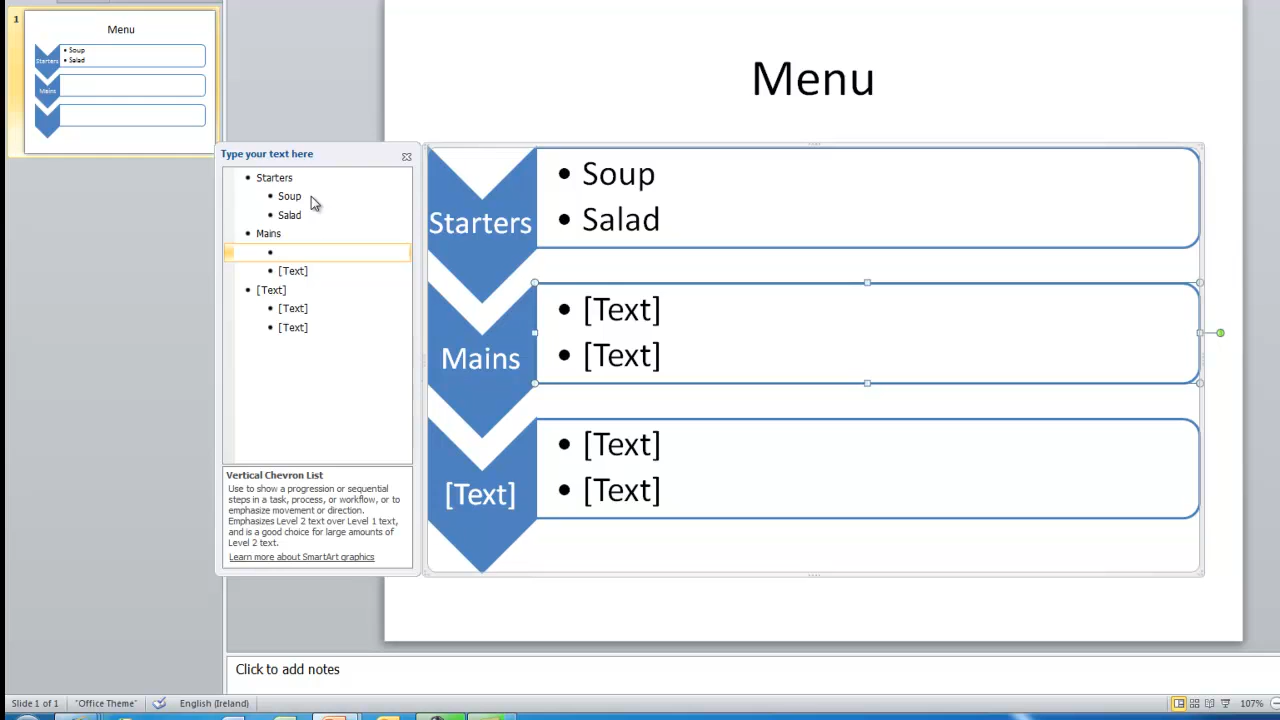 1
Menu
Starters
• Soup
• Salad
Mains
Type your text here
• Starters
• Soup
• Salad
• Mains
•
• [Text]
• [Text]
• [Text]
• [Text]
Vertical Chevron List
Use to show a progression or sequential
steps in a task, process, or workflow, or to
emphasize movement or direction.
Emphasizes Level 2 text over Level 1 text,
and is a good choice for large amounts of
Level 2 text.
Learn more about SmartArt graphics
Menu
Starters
• Soup
• Salad
Mains
• [Text]
• [Text]
[Text]
• [Text]
• [Text]
Click to add notes
Slide 1 of 1
"Office Theme"
English (Ireland)
107%